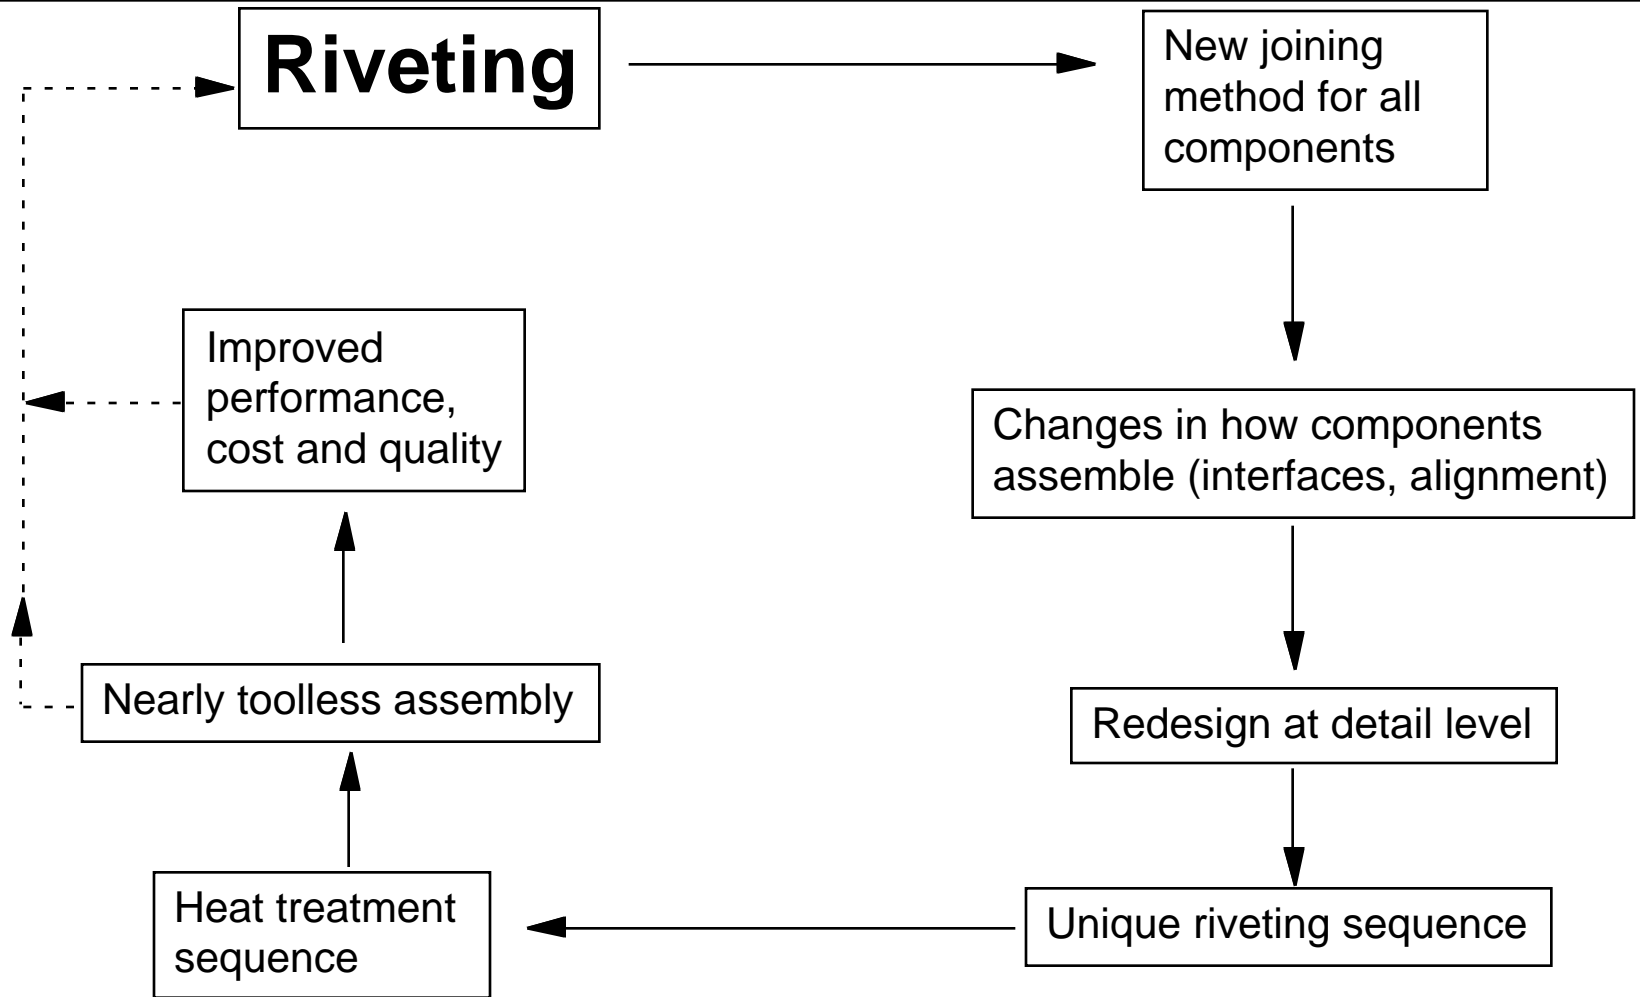 Riveting
New joining
method for all
components
Improved
performance,
cost and quality
Changes in how components
assemble (interfaces, alignment)
Nearly toolless assembly
Redesign at detail level
Heat treatment
sequence
Unique riveting sequence